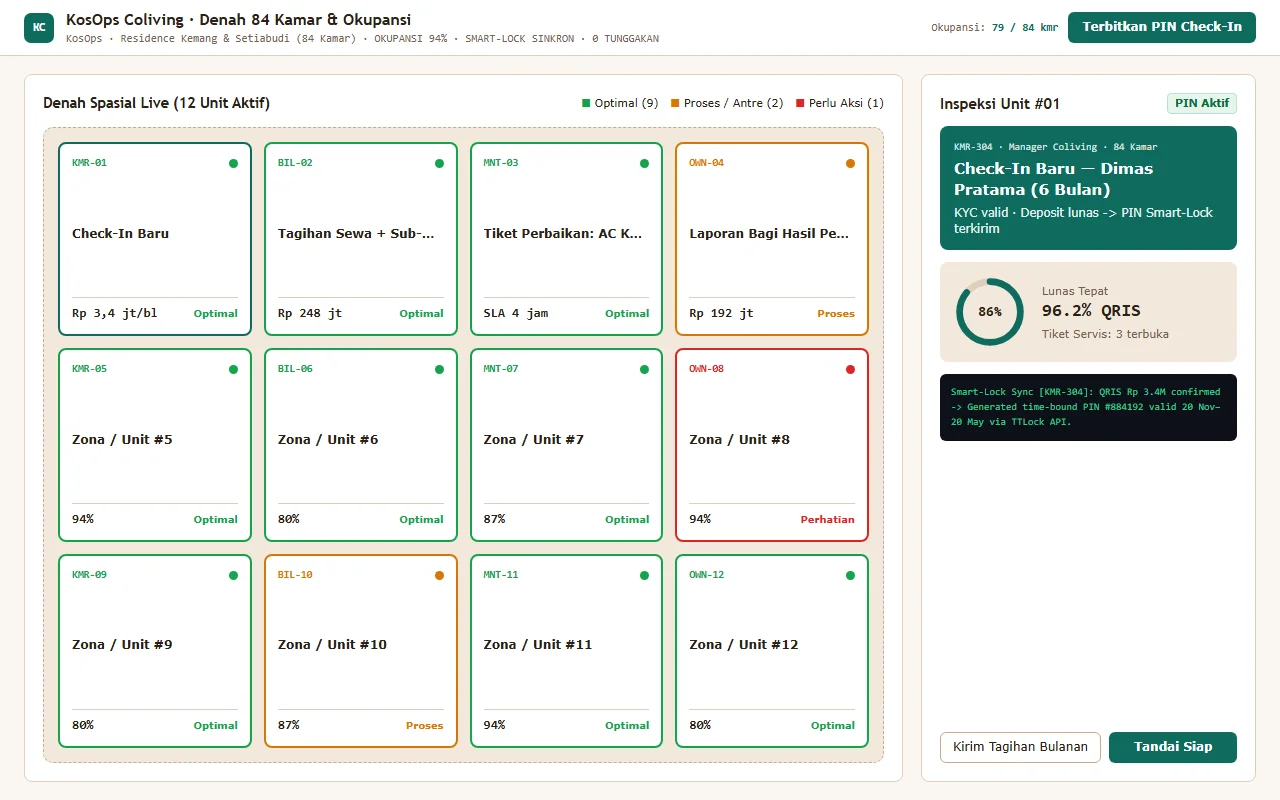 KC
KosOps Coliving · Denah 84 Kamar & Okupansi
KosOps · Residence Kemang & Setiabudi (84 Kamar) · OKUPANSI 94% · SMART-LOCK SINKRON · 0 TUNGGAKAN
Okupansi: 79 / 84 kmr
Terbitkan PIN Check-In
Denah Spasial Live (12 Unit Aktif)
Optimal (9)
Proses / Antre (2)
Perlu Aksi (1)
KMR-01
Check-In Baru
Rp 3,4 jt/bl
Optimal
BIL-02
Tagihan Sewa + Sub-...
Rp 248 jt
Optimal
MNT-03
Tiket Perbaikan: AC K...
SLA 4 jam
Optimal
OWN-04
Laporan Bagi Hasil Pe...
Rp 192 jt
Proses
KMR-05
Zona / Unit #5
94%
Optimal
BIL-06
Zona / Unit #6
80%
Optimal
MNT-07
Zona / Unit #7
87%
Optimal
OWN-08
Zona / Unit #8
94%
Perhatian
KMR-09
Zona / Unit #9
80%
Optimal
BIL-10
Zona / Unit #10
87%
Proses
MNT-11
Zona / Unit #11
94%
Optimal
OWN-12
Zona / Unit #12
80%
Optimal
Inspeksi Unit #01
PIN Aktif
KMR-304 · Manager Coliving · 84 Kamar
Check-In Baru — Dimas
Pratama (6 Bulan)
KYC valid · Deposit lunas -> PIN Smart-Lock
terkirim
86%
Lunas Tepat
96.2% QRIS
Tiket Servis: 3 terbuka
Smart-Lock Sync [KMR-304]: QRIS Rp 3.4M confirmed
-> Generated time-bound PIN #884192 valid 20 Nov–
20 May via TTLock API.
Kirim Tagihan Bulanan
Tandai Siap